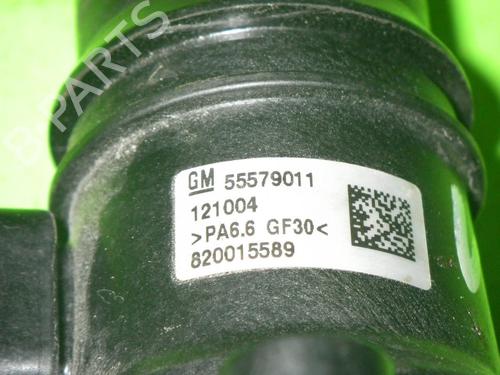 B-PARTS
GM 55579011
121004
>PA6.6 GF30<
820015589